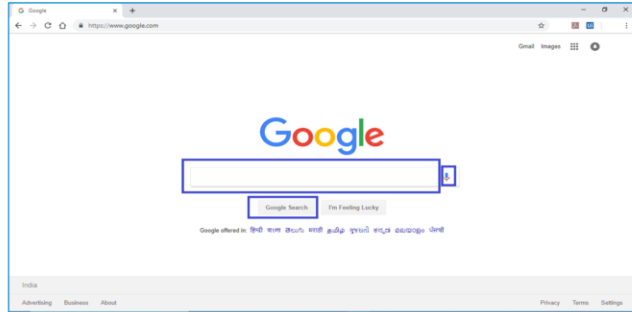 Google
https://www.google.com
Gmail Images
Google
Google Search I'm Feeling Lucky
Google offered in: हिन्दी বাংলা తెలుగు मराठी தமிழ் ગુજરાતી ಕನ್ನಡ മലയാളം ਪੰਜਾਬੀ
India
Advertising Business About Privacy Terms Settings